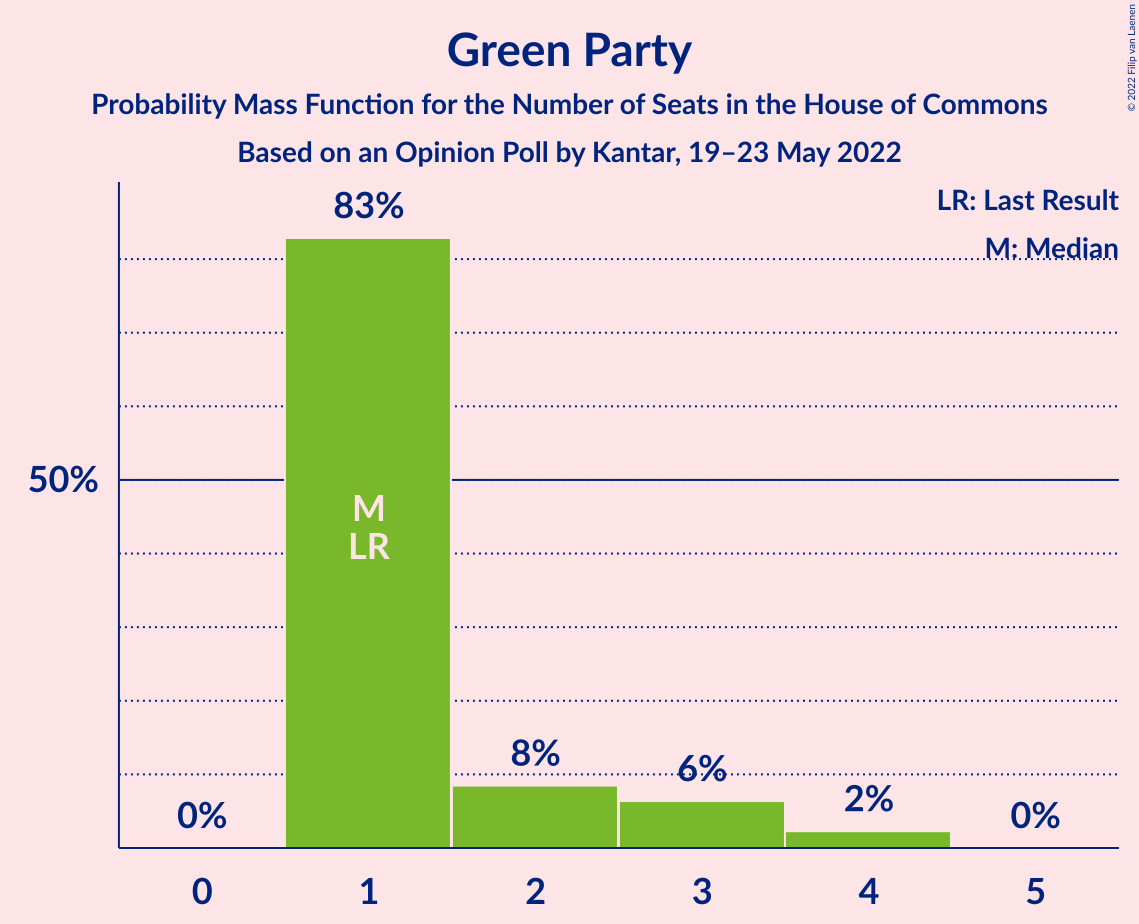 Green Party
Probability Mass Function for the Number of Seats in the House of Commons
Based on an Opinion Poll by Kantar, 19–23 May 2022
© 2022 Filip van Laenen
LR: Last Result
M: Median
83%
50%
M
LR
8%
6%
2%
0%
0%
0 1 2 3 4 5